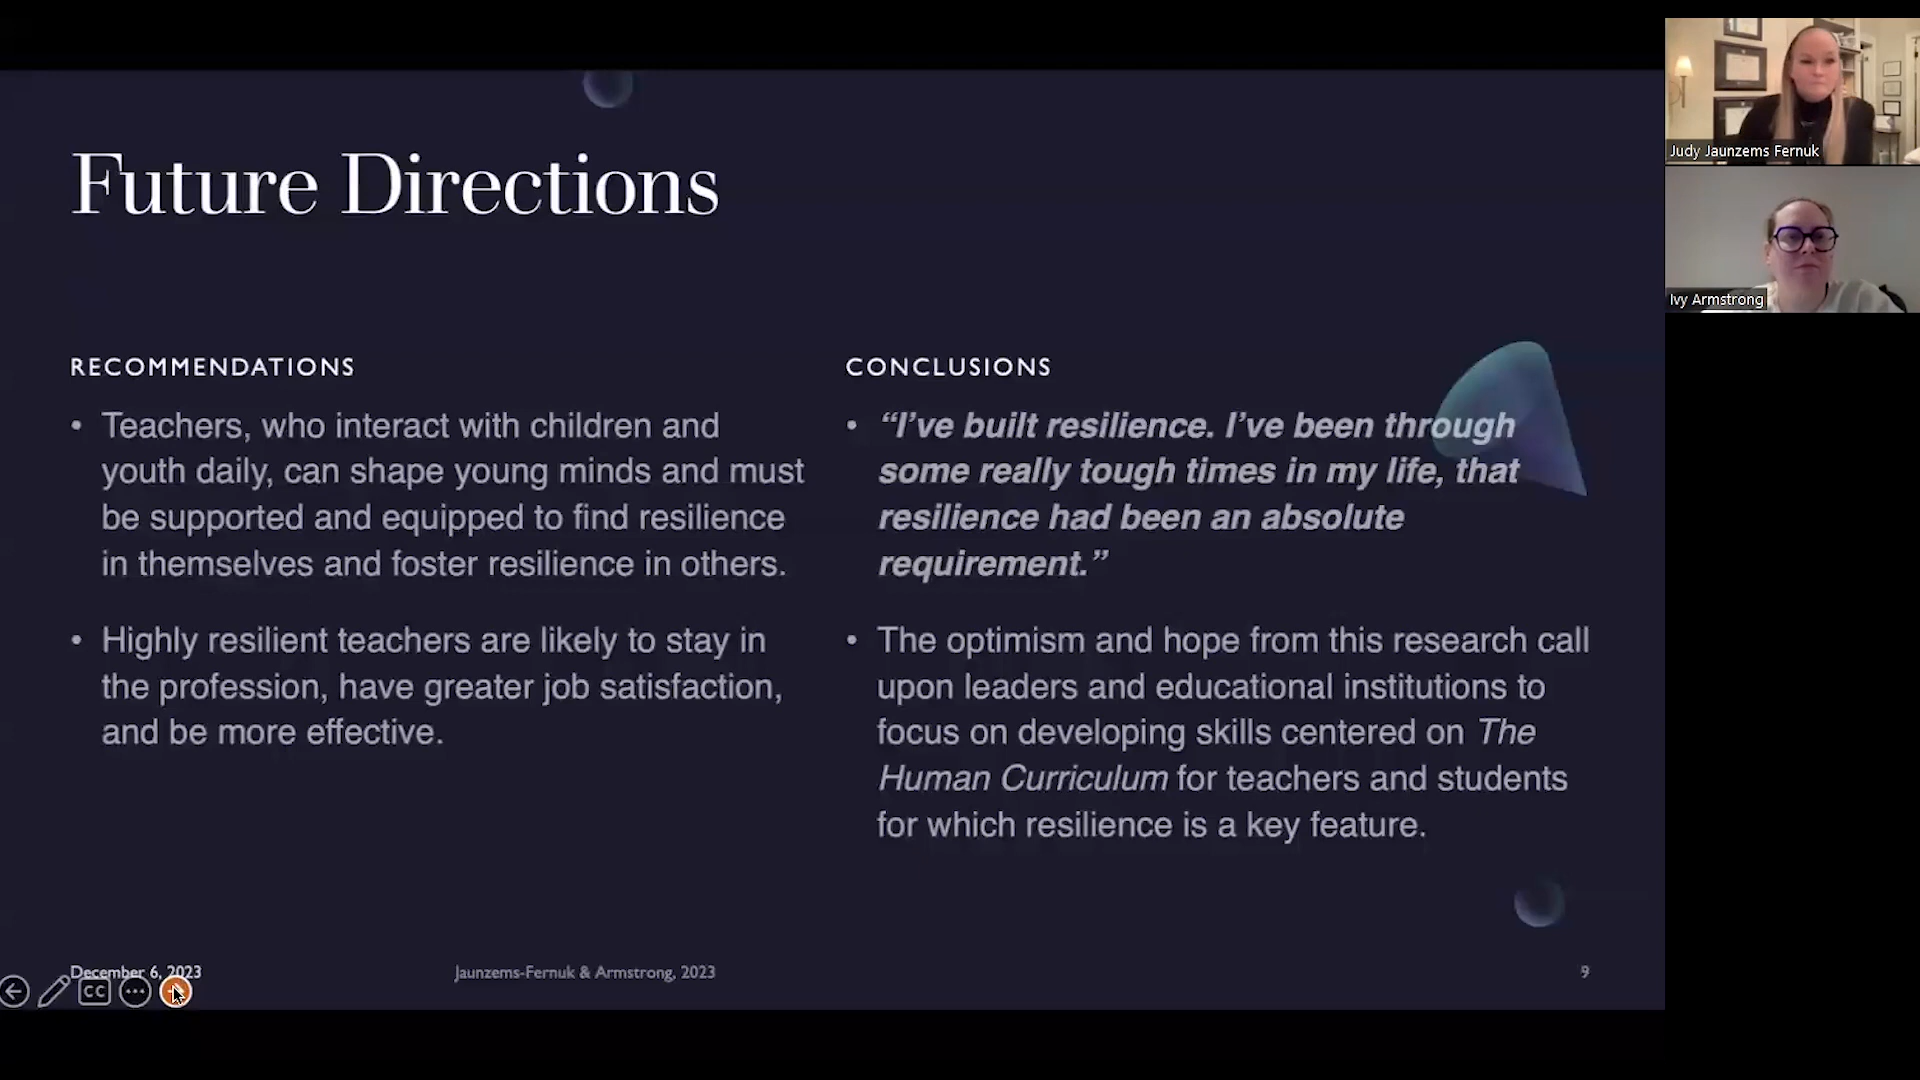 Future Directions
RECOMMENDATIONS
• Teachers, who interact with children and
youth daily, can shape young minds and must
be supported and equipped to find resilience
in themselves and foster resilience in others.
• Highly resilient teachers are likely to stay in
the profession, have greater job satisfaction,
and be more effective.
CONCLUSIONS
• “I’ve built resilience. I’ve been through
some really tough times in my life, that
resilience had been an absolute
requirement.”
• The optimism and hope from this research call
upon leaders and educational institutions to
focus on developing skills centered on The
Human Curriculum for teachers and students
for which resilience is a key feature.
December 6, 2023
Jaunzems-Fernuk & Armstrong, 2023
9
CC
Judy Jaunzems Fernuk
Ivy Armstrong